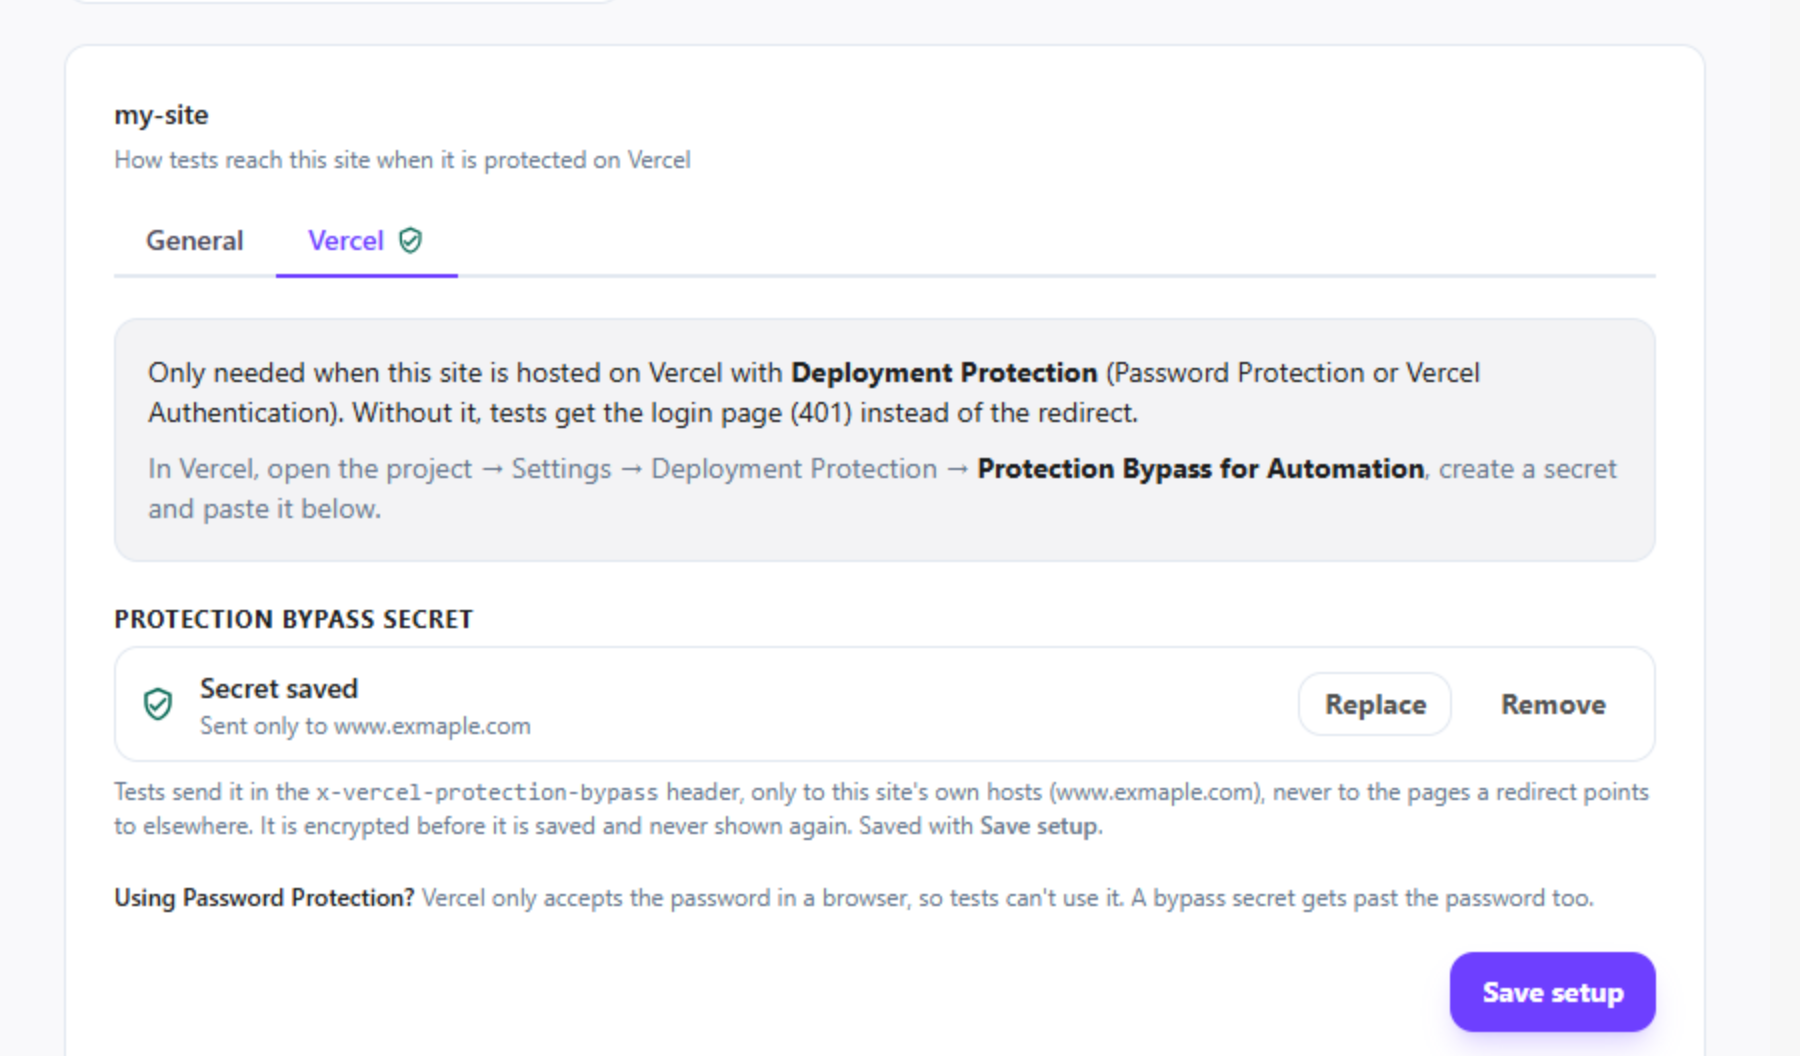 my-site
How tests reach this site when it is protected on Vercel
General Vercel
Only needed when this site is hosted on Vercel with Deployment Protection (Password Protection or Vercel
Authentication). Without it, tests get the login page (401) instead of the redirect.
In Vercel, open the project → Settings → Deployment Protection → Protection Bypass for Automation, create a secret
and paste it below.
PROTECTION BYPASS SECRET
Secret saved
Sent only to www.exmaple.com
Replace Remove
Tests send it in the x-vercel-protection-bypass header, only to this site's own hosts (www.exmaple.com), never to the pages a redirect points
to elsewhere. It is encrypted before it is saved and never shown again. Saved with Save setup.
Using Password Protection? Vercel only accepts the password in a browser, so tests can't use it. A bypass secret gets past the password too.
Save setup